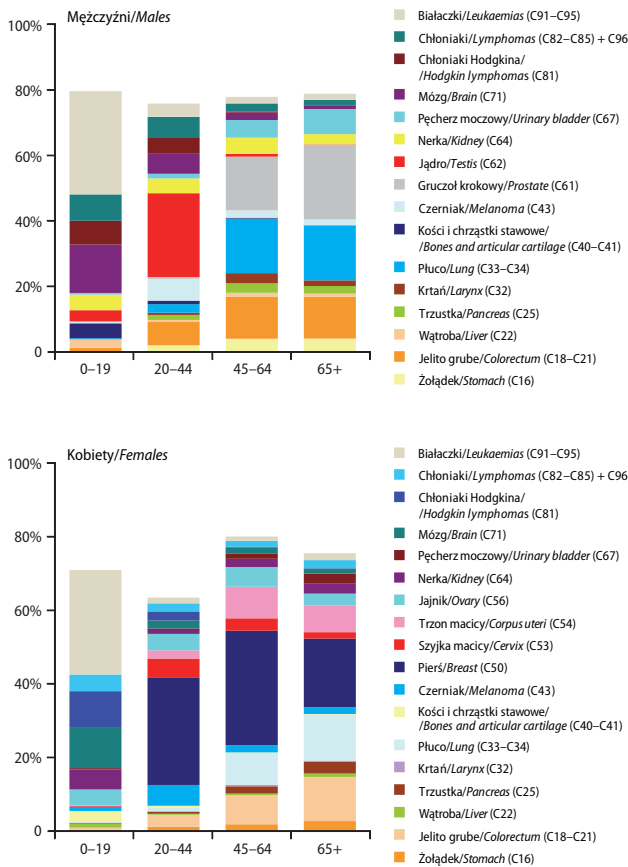 Mężczyźni/Males
100%
80%
60%
40%
20%
0
0–19
20–44
45–64
65+
Białaczki/Leukaemias (C91–C95)
Chłoniaki/Lymphomas (C82–C85) + C96
Chłoniaki Hodgkina/
/Hodgkin lymphomas (C81)
Mózg/Brain (C71)
Pęcherz moczowy/Urinary bladder (C67)
Nerka/Kidney (C64)
Jądro/Testis (C62)
Gruczoł krokowy/Prostate (C61)
Czerniak/Melanoma (C43)
Kości i chrząstki stawowe/
/Bones and articular cartilage (C40–C41)
Płuco/Lung (C33–C34)
Krtań/Larynx (C32)
Trzustka/Pancreas (C25)
Wątroba/Liver (C22)
Jelito grube/Colorectum (C18–C21)
Żołądek/Stomach (C16)
Kobiety/Females
100%
80%
60%
40%
20%
0
0–19
20–44
45–64
65+
Białaczki/Leukaemias (C91–C95)
Chłoniaki/Lymphomas (C82–C85) + C96
Chłoniaki Hodgkina/
/Hodgkin lymphomas (C81)
Mózg/Brain (C71)
Pęcherz moczowy/Urinary bladder (C67)
Nerka/Kidney (C64)
Jajnik/Ovary (C56)
Trzon macicy/Corpus uteri (C54)
Szyjka macicy/Cervix (C53)
Pierś/Breast (C50)
Czerniak/Melanoma (C43)
Kości i chrząstki stawowe/
/Bones and articular cartilage (C40–C41)
Płuco/Lung (C33–C34)
Krtań/Larynx (C32)
Trzustka/Pancreas (C25)
Wątroba/Liver (C22)
Jelito grube/Colorectum (C18–C21)
Żołądek/Stomach (C16)